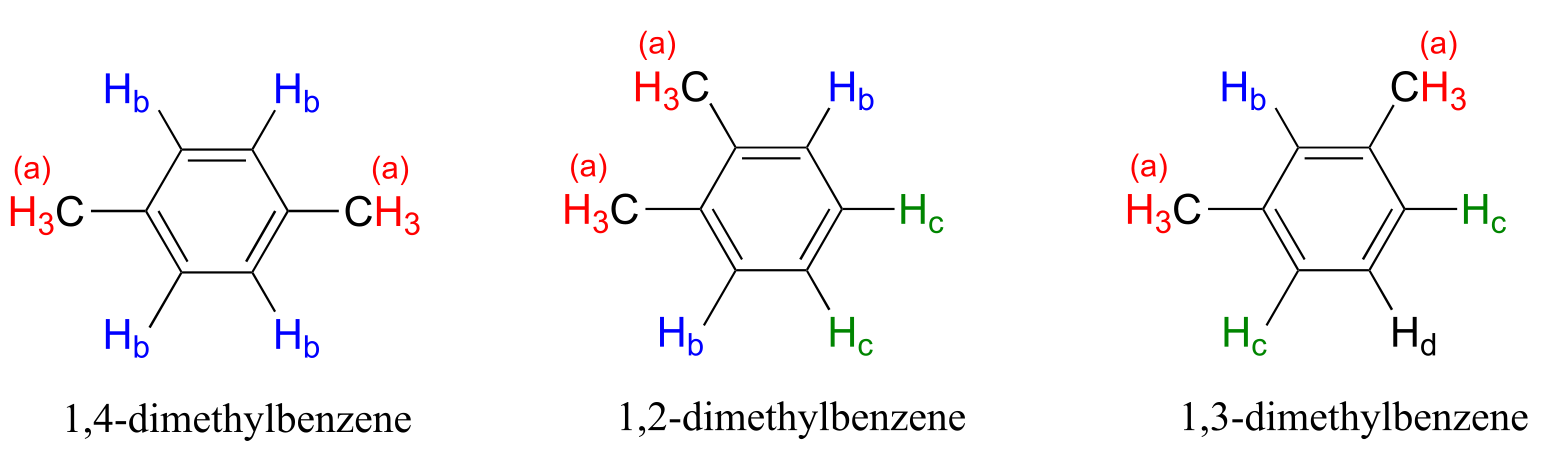 (a) (a)
H_b H_b H_3C H_b H_b CH_3
(a) (a) (a)
H_3C CH_3 H_3C H_c H_3C H_c
H_b H_b H_b H_c H_c H_d
1,4-dimethylbenzene 1,2-dimethylbenzene 1,3-dimethylbenzene